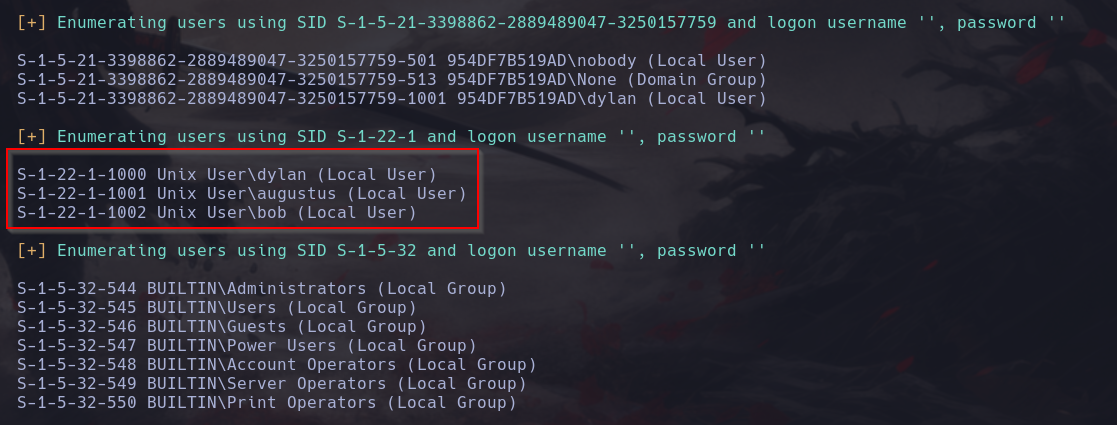 [+] Enumerating users using SID S-1-5-21-3398862-2889489047-3250157759 and logon username '', password ''
S-1-5-21-3398862-2889489047-3250157759-501 954DF7B519AD\nobody (Local User)
S-1-5-21-3398862-2889489047-3250157759-513 954DF7B519AD\None (Domain Group)
S-1-5-21-3398862-2889489047-3250157759-1001 954DF7B519AD\dylan (Local User)
[+] Enumerating users using SID S-1-22-1 and logon username '', password ''
S-1-22-1-1000 Unix User\dylan (Local User)
S-1-22-1-1001 Unix User\augustus (Local User)
S-1-22-1-1002 Unix User\bob (Local User)
[+] Enumerating users using SID S-1-5-32 and logon username '', password ''
S-1-5-32-544 BUILTIN\Administrators (Local Group)
S-1-5-32-545 BUILTIN\Users (Local Group)
S-1-5-32-546 BUILTIN\Guests (Local Group)
S-1-5-32-547 BUILTIN\Power Users (Local Group)
S-1-5-32-548 BUILTIN\Account Operators (Local Group)
S-1-5-32-549 BUILTIN\Server Operators (Local Group)
S-1-5-32-550 BUILTIN\Print Operators (Local Group)